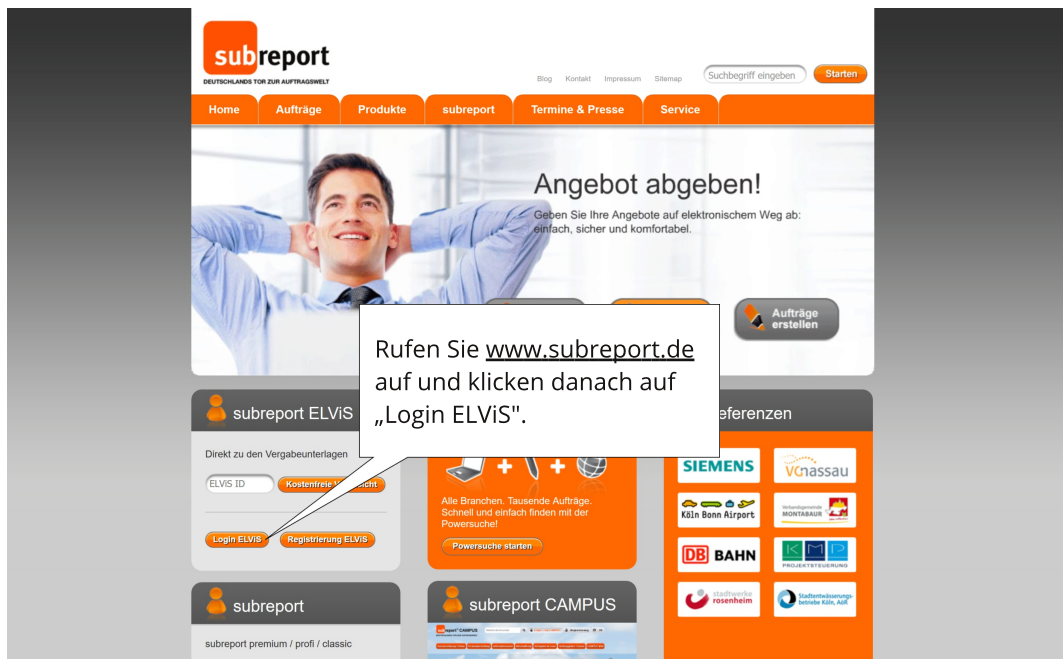 subreport
DEUTSCHLANDS TOR ZUR AUFTRAGSWELT
Blog Kontakt Impressum Sitemap
Suchbegriff eingeben
Starten
Home Aufträge Produkte subreport Termine & Presse Service
Angebot abgeben!
Geben Sie Ihre Angebote auf elektronischem Weg ab:
einfach, sicher und komfortabel.
Aufträge
erstellen
Rufen Sie www.subreport.de
auf und klicken danach auf
„Login ELViS".
subreport ELViS
Direkt zu den Vergabeunterlagen
ELViS ID
Kostenfreie
Login ELViS
Registrierung ELViS
Alle Branchen. Tausende Aufträge.
Schnell und einfach finden mit der
Powersuche!
Powersuche starten
SIEMENS
vcnassau
Köln Bonn Airport
Verbandsgemeinde
MONTABAUR
DB BAHN
KMP
PROJEKTSTEUERUNG
stadtwerke
rosenheim
Stadtentwässerungs-
betriebe Köln, AöR
subreport
subreport premium / profi / classic
subreport CAMPUS